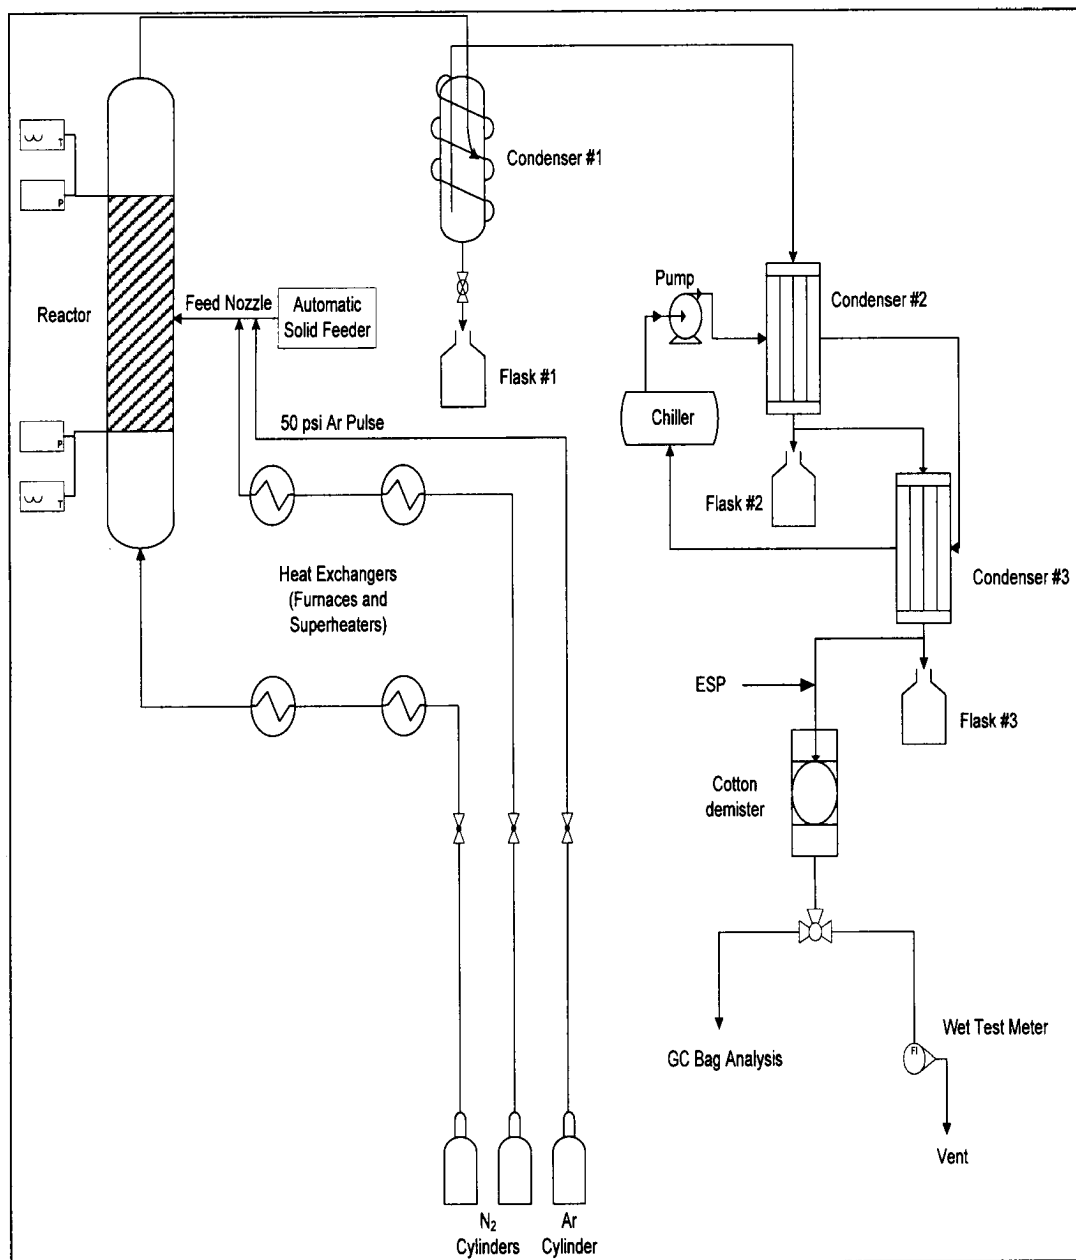 T
P
Condenser #1
Pump
Condenser #2
Feed Nozzle
Automatic
Solid Feeder
Reactor
Flask #1
Chiller
50 psi Ar Pulse
P
T
Flask #2
Condenser #3
Heat Exchangers
(Furnaces and
Superheaters)
ESP
Flask #3
Cotton
demister
Wet Test Meter
FI
GC Bag Analysis
Vent
N2
Cylinders
Ar
Cylinder